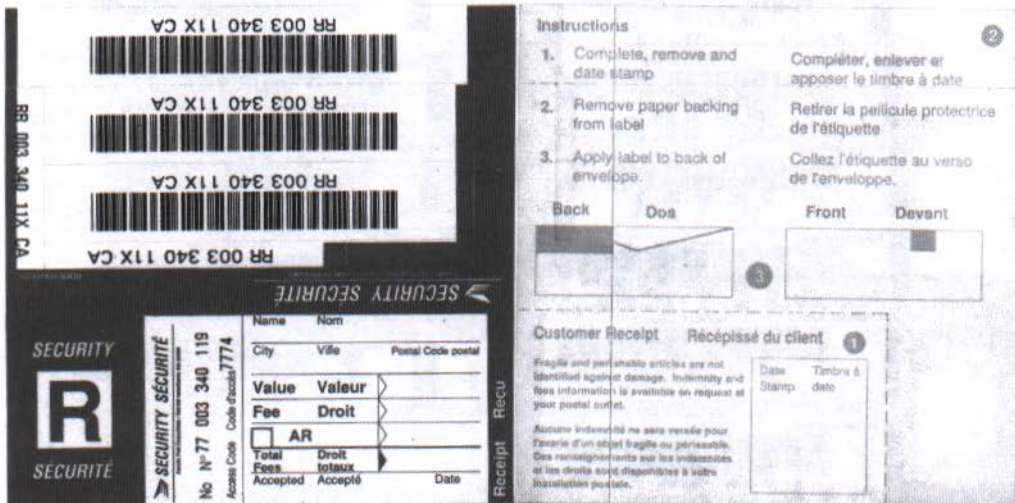 RR 003 340 11X CA
RR 003 340 11X CA
RR 003 340 11X CA
RR 003 340 11X CA
RR 003 340 11X CA
SECURITY SÉCURITÉ
SECURITY
R
SÉCURITÉ
SECURITY SÉCURITÉ
No Nº 77 003 340 119
Access Code Code d'accès 7774
Name Nom
City Ville Postal Code postal
Value Valeur
Fee Droit
AR
Total Fees Droit totaux
Accepted Accepté Date
Receipt Recu
Instructions
2
1. Complete, remove and
date stamp
Compléter, enlever et
apposer le timbre à date
2. Remove paper backing
from label
Retirer la pellicule protectrice
de l'étiquette
3. Apply label to back of
envelope.
Collez l'étiquette au verso
de l'enveloppe.
Back Dos Front Devant
3
Customer Receipt Récépissé du client 1
Fragile and perishable articles are not
identified against damage. Indemnity and
fees information is available on request at
your postal outlet.
Aucune indemnité ne sera versée pour
l'avarie d'un objet fragile ou périssable.
Des renseignements sur les indemnités
et les droits sont disponibles à votre
installation postale.
Date Timbre à
Stamp date